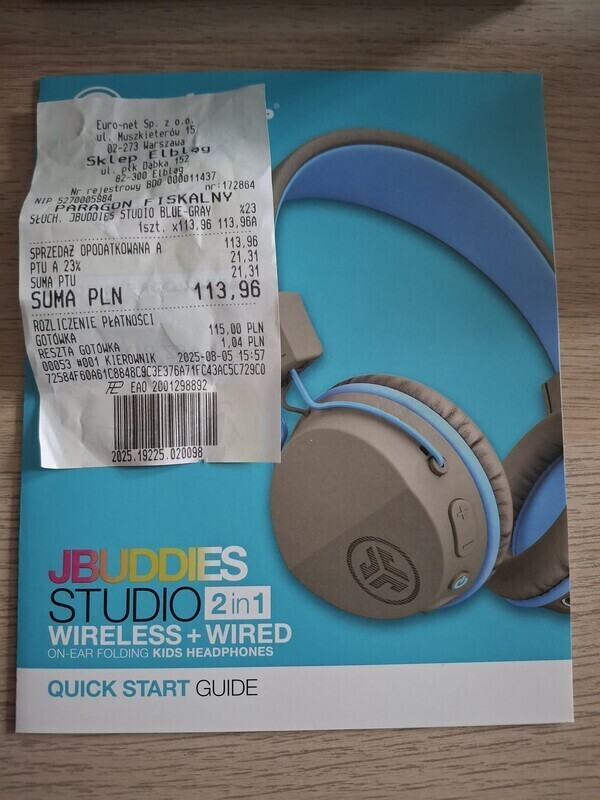 Euro-net Sp. z o.o.
ul. Muszkieterów 15
02-273 Warszawa
Sklep Elbląg
ul. płk Dąbka 152
82-300 Elbląg
Nr rejestrowy BDO 000011437
NIP 5270005984 nr:172864
PARAGON FISKALNY
SŁUCH. JBUDDIES STUDIO BLUE-GRAY %23
1szt. x113,96 113,96A
SPRZEDAŻ OPODATKOWANA A 113,96
PTU A 23% 21,31
SUMA PTU 21,31
SUMA PLN 113,96
ROZLICZENIE PŁATNOŚCI
GOTÓWKA 115,00 PLN
RESZTA GOTÓWKA 1,04 PLN
00053 #001 KIEROWNIK 2025-08-05 15:57
72584F60A61C8848C9C3E376A71FC43AC5C729C0
EAO 2001298892
2025.19225.020098
JBUDDIES
STUDIO 2 in 1
WIRELESS + WIRED
ON-EAR FOLDING KIDS HEADPHONES
QUICK START GUIDE